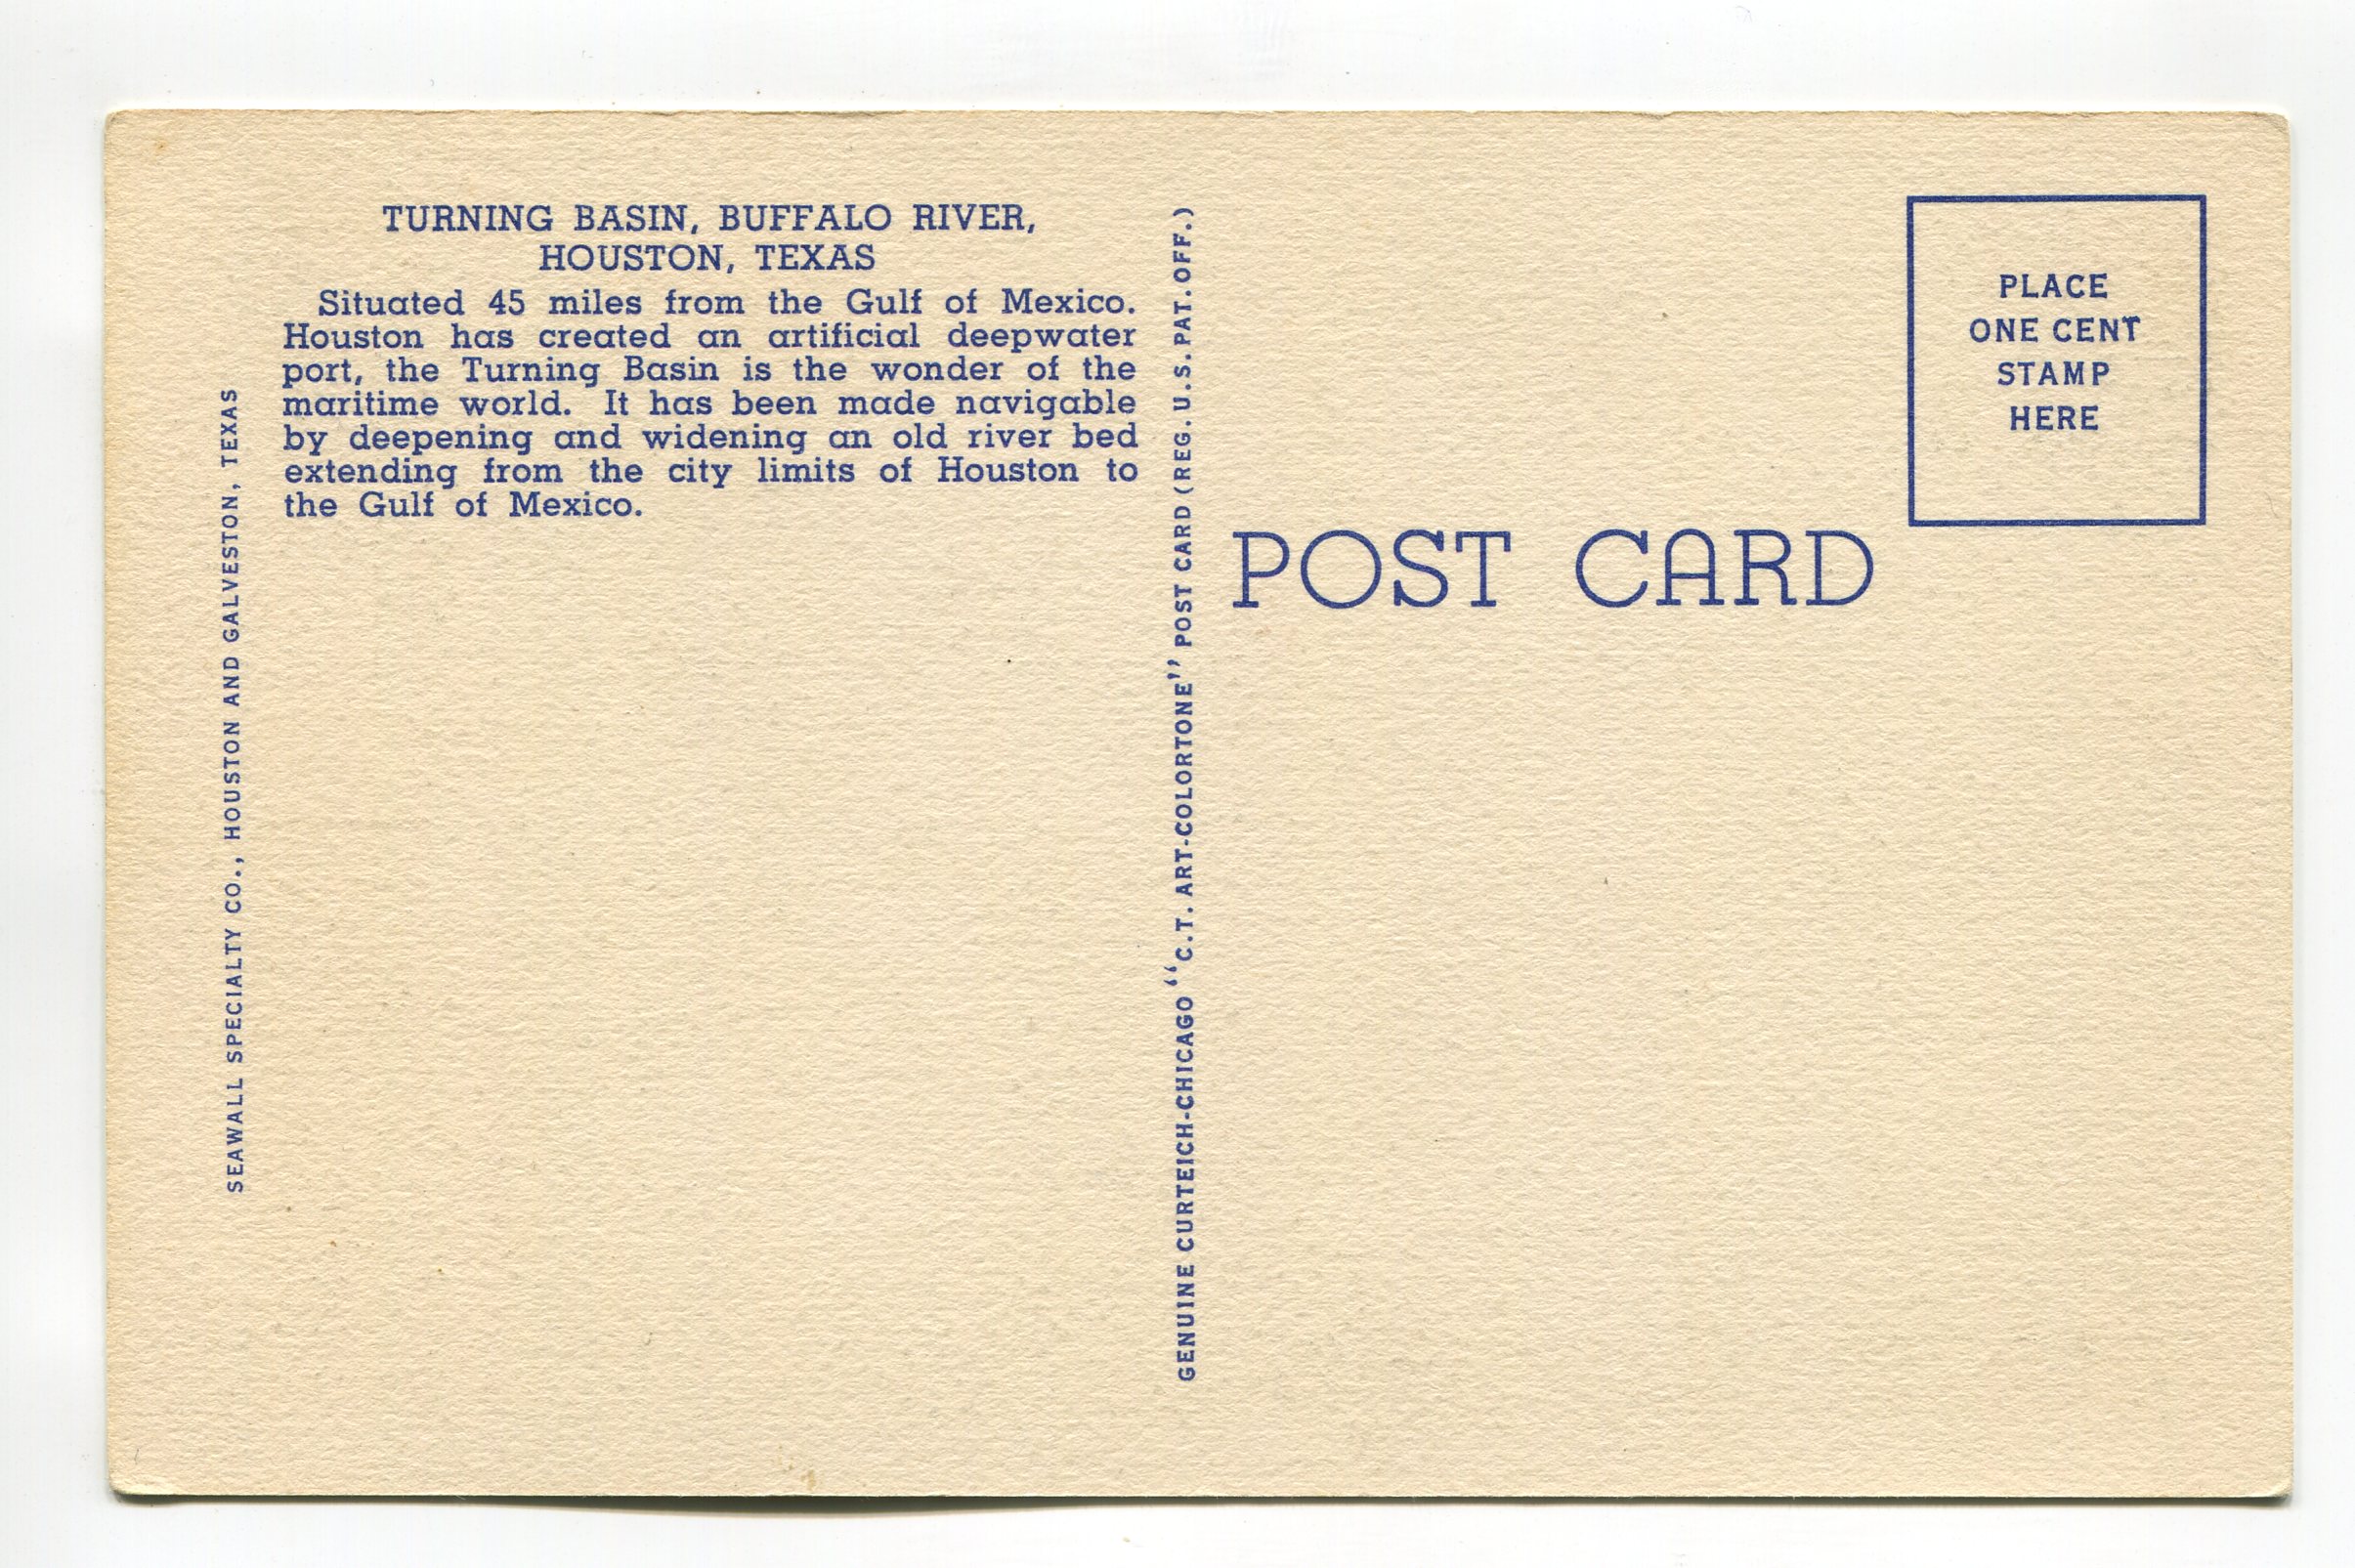 TURNING BASIN, BUFFALO RIVER,
HOUSTON, TEXAS
Situated 45 miles from the Gulf of Mexico.
Houston has created an artificial deepwater
port, the Turning Basin is the wonder of the
maritime world. It has been made navigable
by deepening and widening an old river bed
extending from the city limits of Houston to
the Gulf of Mexico.
SEAWALL SPECIALTY CO., HOUSTON AND GALVESTON, TEXAS
GENUINE CURTEICH-CHICAGO "C.T. ART-COLORTONE" POST CARD (REG. U.S. PAT. OFF.)
POST CARD
PLACE
ONE CENT
STAMP
HERE